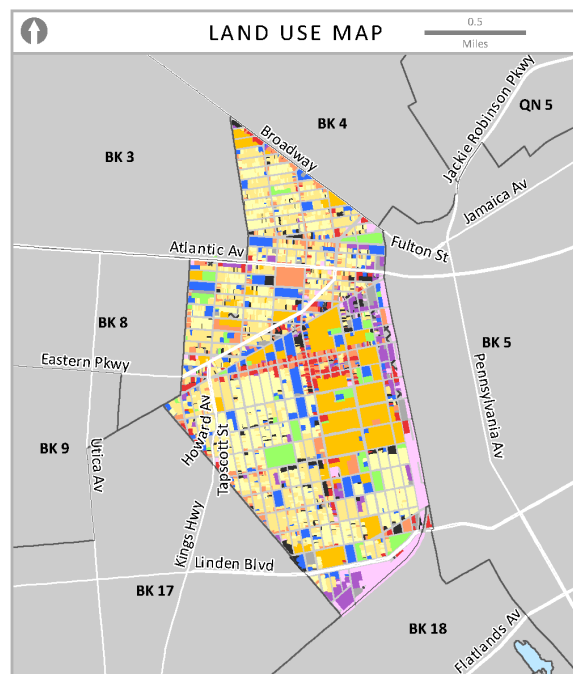 LAND USE MAP
0.5
Miles
Jackie Robinson Pkwy
QN 5
BK 4
Broadway
BK 3
Jamaica Av
Fulton St
Atlantic Av
BK 8
BK 5
Eastern Pkwy
Pennsylvania Av
Howard Av
Tapscott St
BK 9
Utica Av
Kings Hwy
Linden Blvd
BK 17
BK 18
Flatlands Av